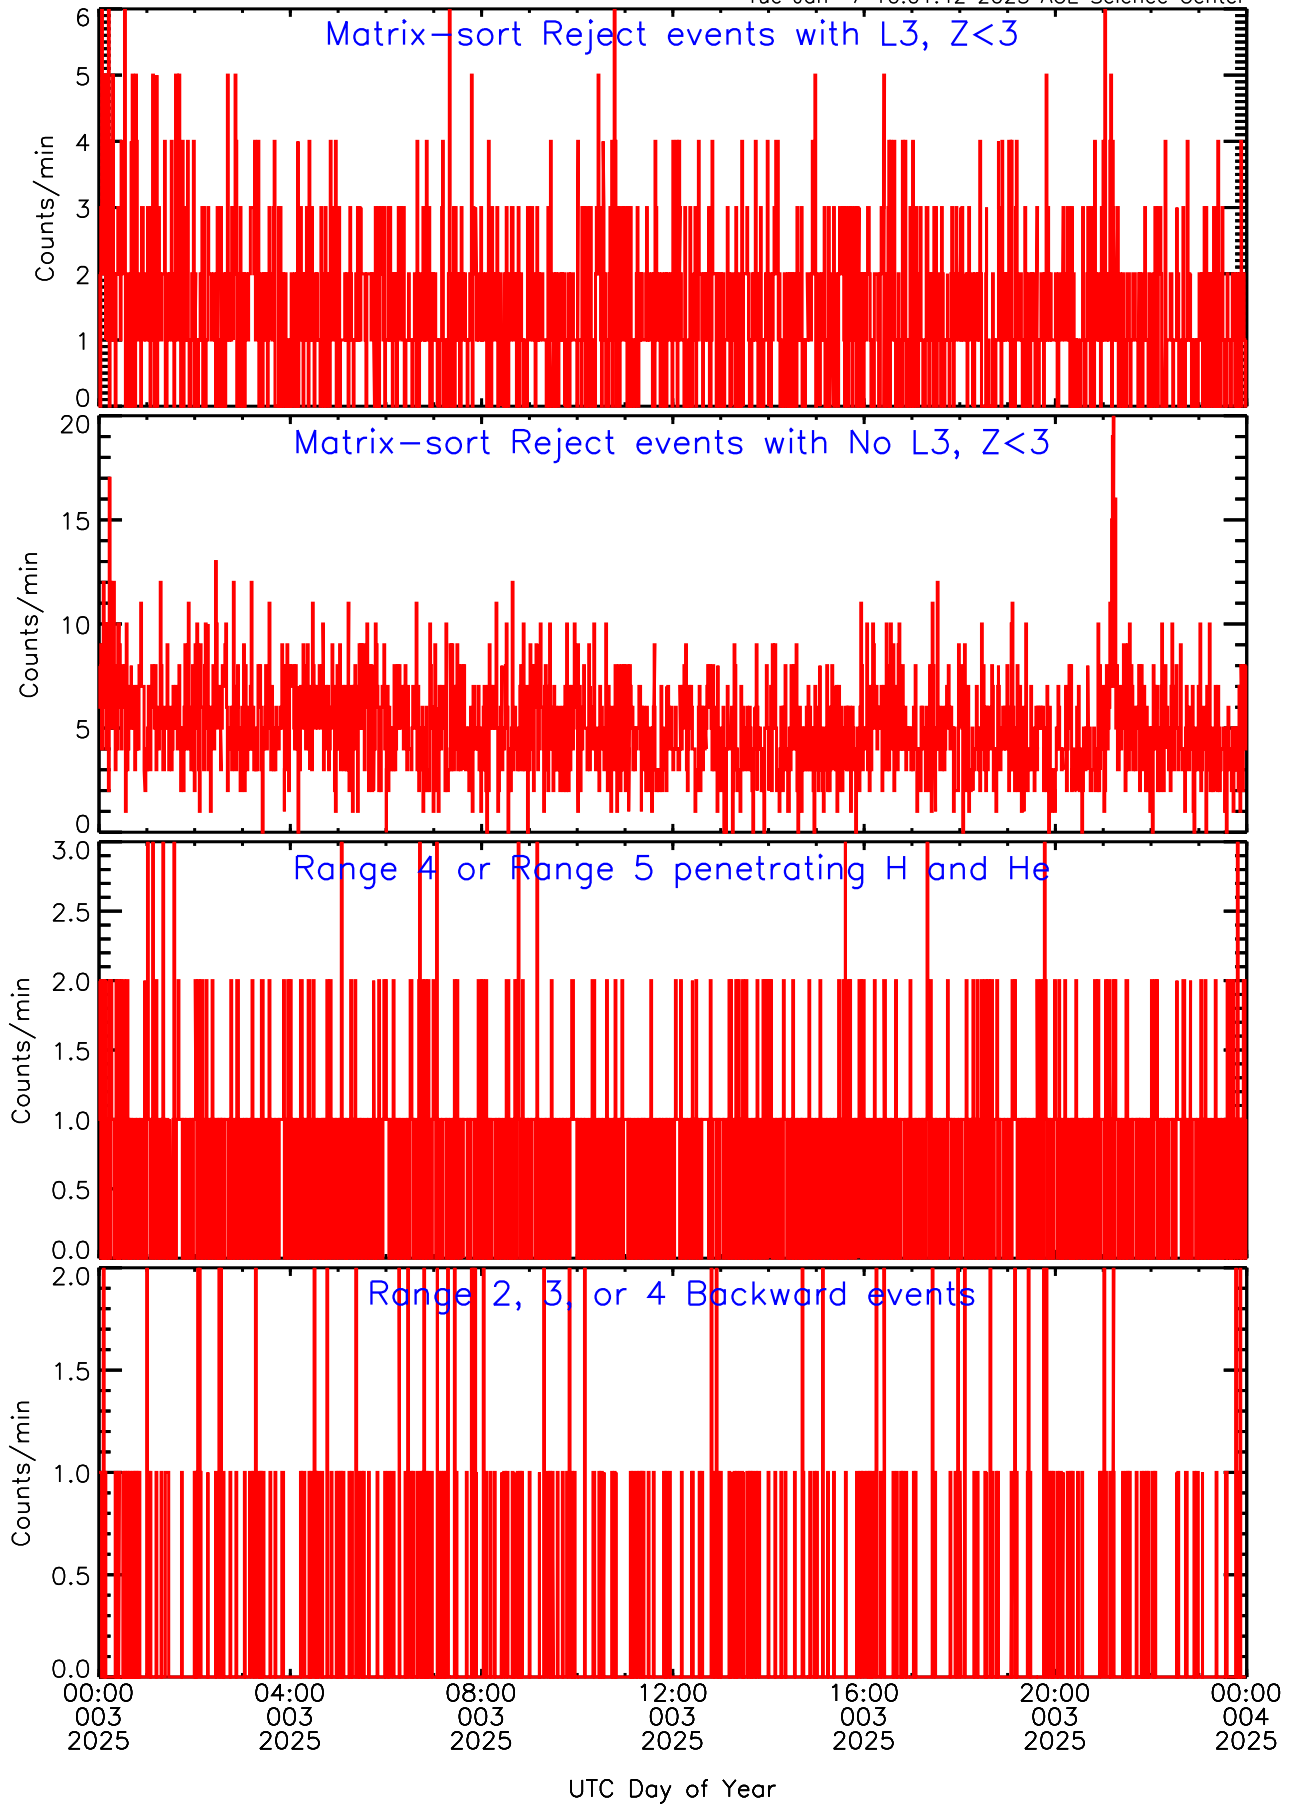 Matrix-sort Reject events with L3, Z<3
6
5
4
3
2
1
0
Counts/min
Matrix-sort Reject events with No L3, Z<3
20
15
10
5
0
Counts/min
Range 4 or Range 5 penetrating H and He
3.0
2.5
2.0
1.5
1.0
0.5
0.0
Counts/min
Range 2, 3, or 4 Backward events
2.0
1.5
1.0
0.5
0.0
Counts/min
00:00 04:00 08:00 12:00 16:00 20:00 00:00
003 003 003 003 003 003 004
2025 2025 2025 2025 2025 2025 2025
UTC Day of Year